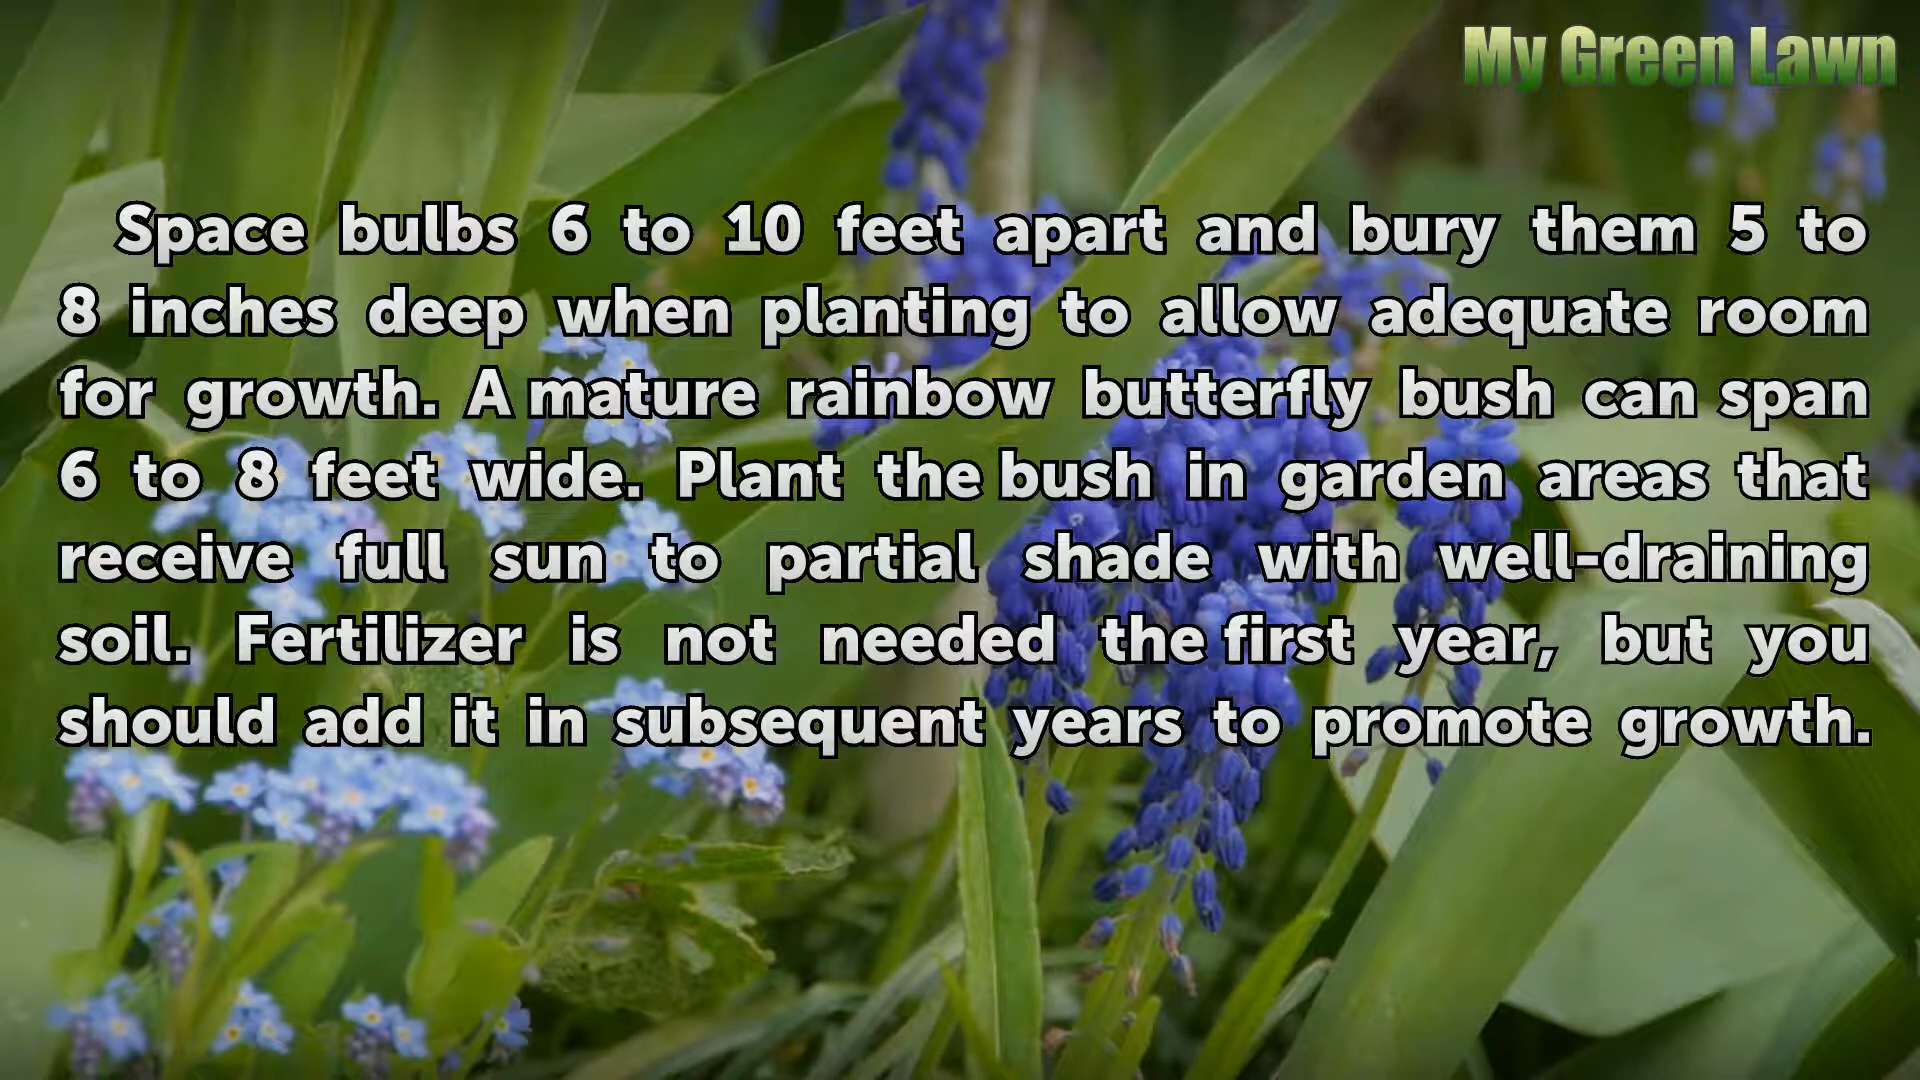 My Green Lawn
Space bulbs 6 to 10 feet apart and bury them 5 to
8 inches deep when planting to allow adequate room
for growth. A mature rainbow butterfly bush can span
6 to 8 feet wide. Plant the bush in garden areas that
receive full sun to partial shade with well-draining
soil. Fertilizer is not needed the first year, but you
should add it in subsequent years to promote growth.